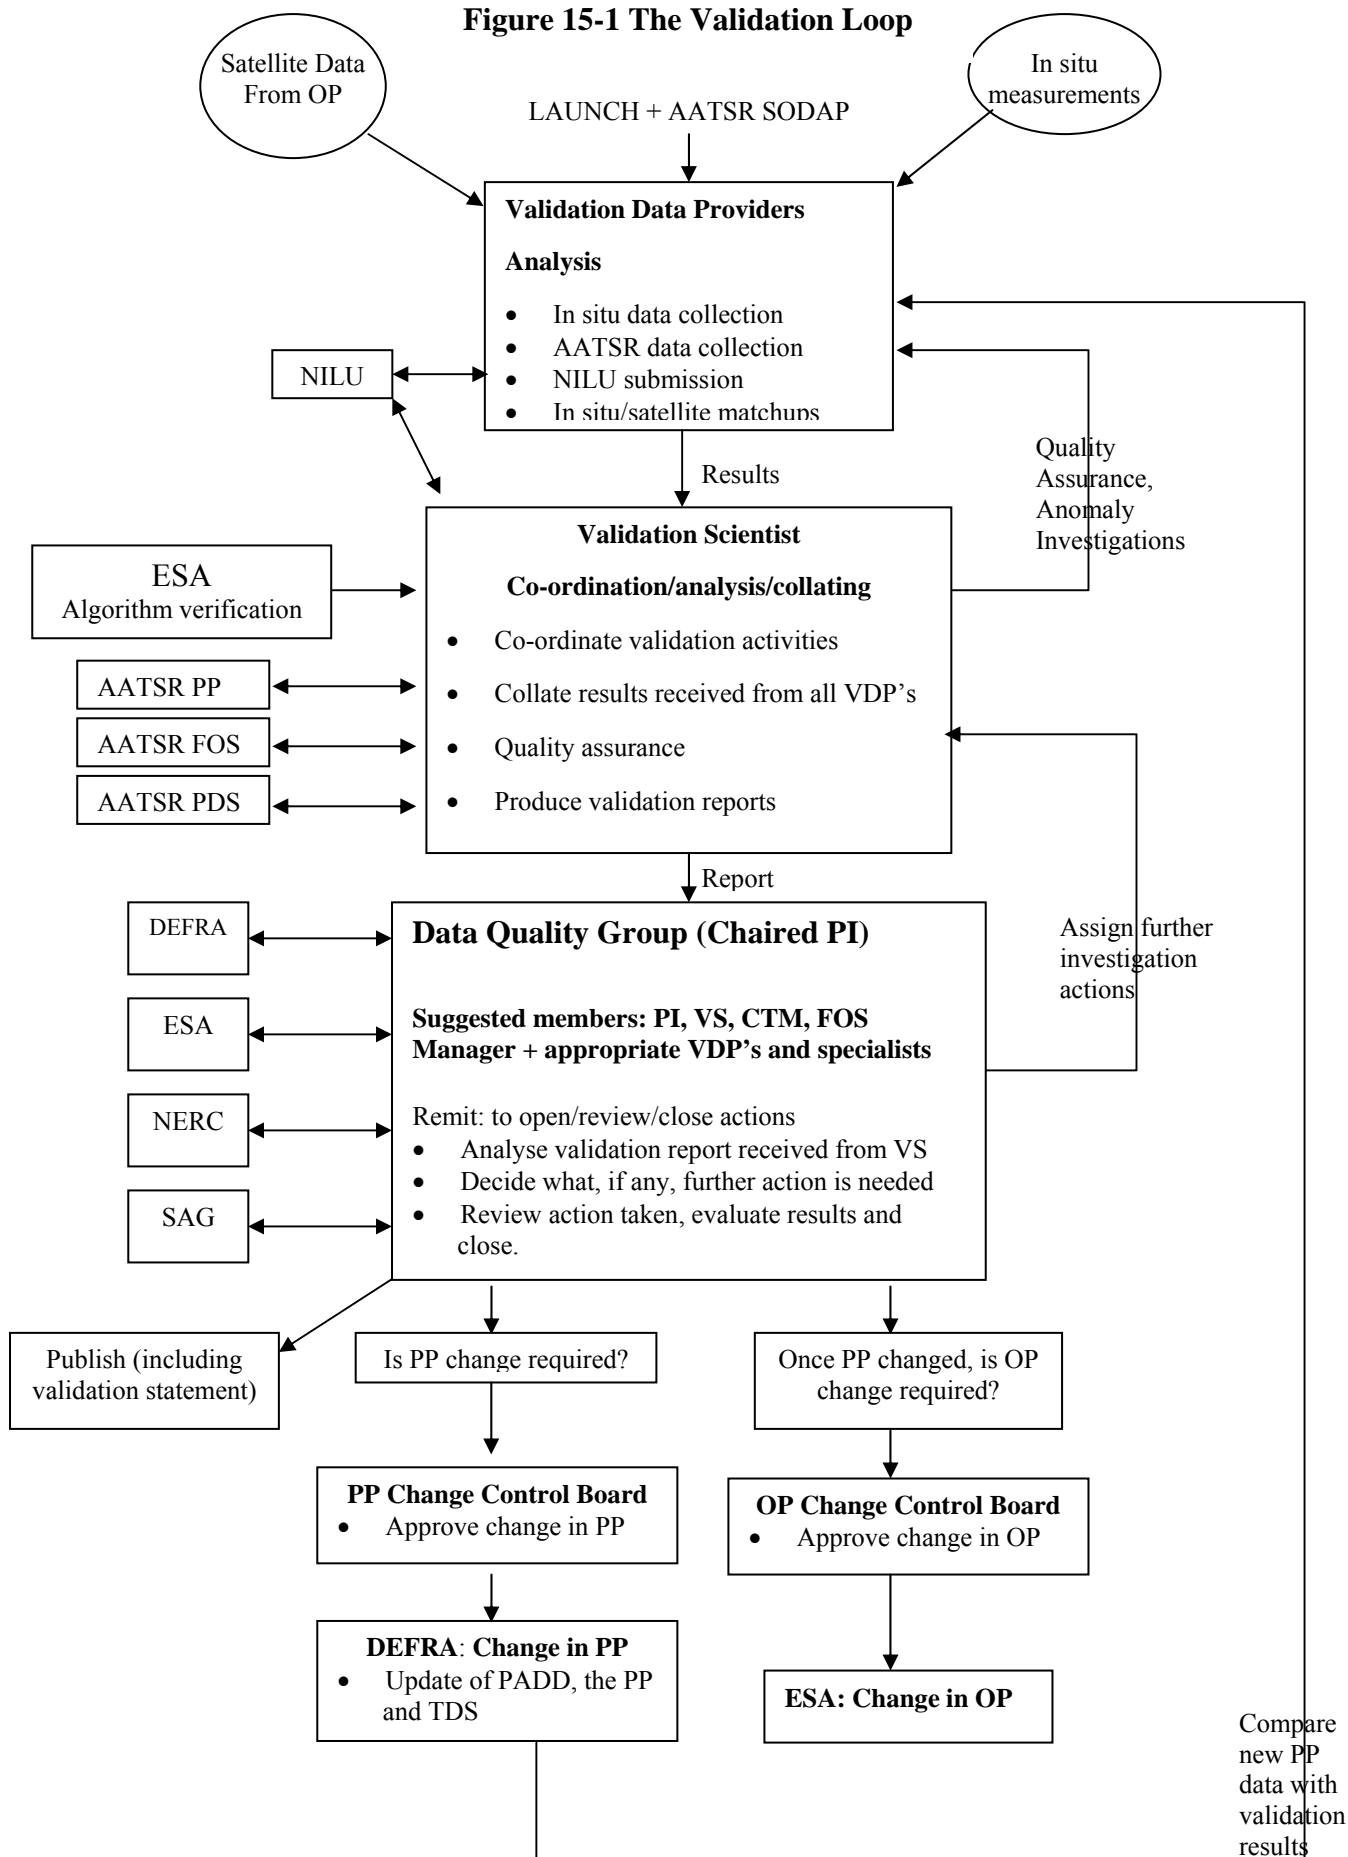 Figure 15-1 The Validation Loop
Satellite Data
From OP
In situ
measurements
LAUNCH + AATSR SODAP
Validation Data Providers
Analysis
• In situ data collection
• AATSR data collection
• NILU submission
• In situ/satellite matchups
NILU
Results
Quality
Assurance,
Anomaly
Investigations
Validation Scientist
Co-ordination/analysis/collating
• Co-ordinate validation activities
• Collate results received from all VDP's
• Quality assurance
• Produce validation reports
ESA
Algorithm verification
AATSR PP
AATSR FOS
AATSR PDS
Report
DEFRA
ESA
NERC
SAG
Data Quality Group (Chaired PI)
Suggested members: PI, VS, CTM, FOS
Manager + appropriate VDP's and specialists
Remit: to open/review/close actions
• Analyse validation report received from VS
• Decide what, if any, further action is needed
• Review action taken, evaluate results and
close.
Assign further
investigation
actions
Publish (including
validation statement)
Is PP change required?
Once PP changed, is OP
change required?
PP Change Control Board
• Approve change in PP
OP Change Control Board
• Approve change in OP
DEFRA: Change in PP
• Update of PADD, the PP
and TDS
ESA: Change in OP
Compare
new PP
data with
validation
results